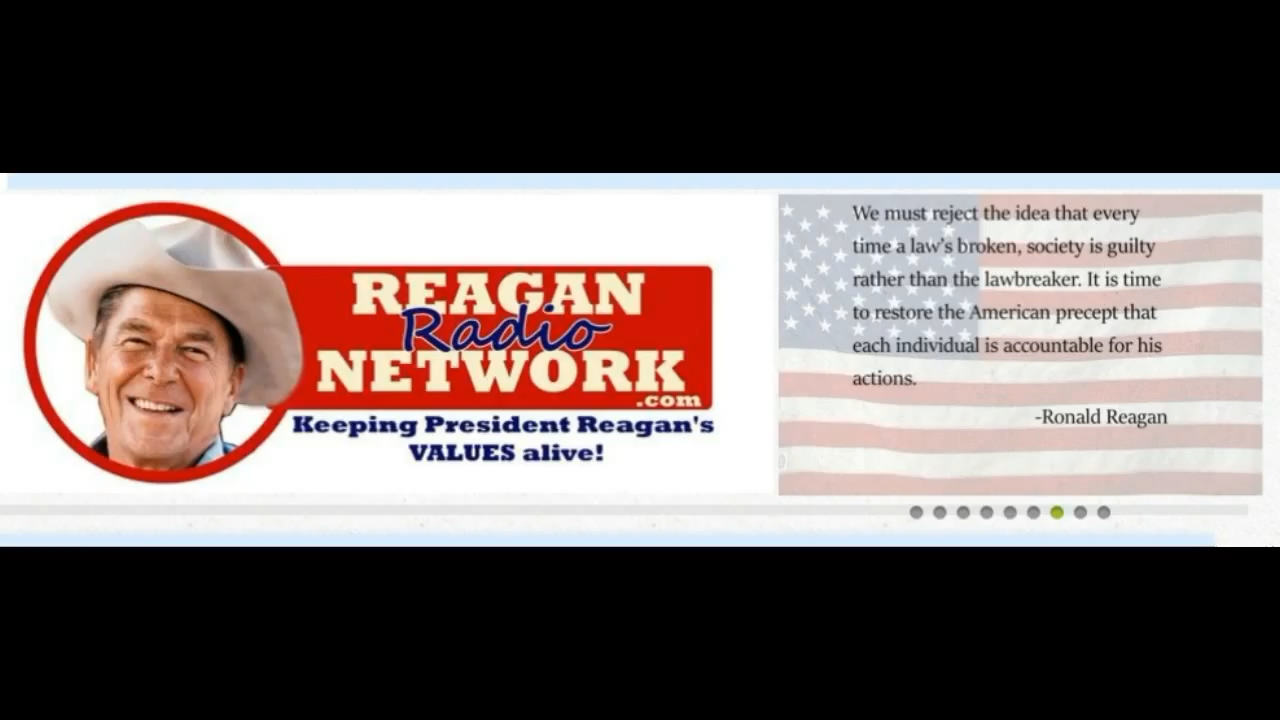 REAGAN
Radio
NETWORK
.com
Keeping President Reagan's
VALUES alive!
We must reject the idea that every
time a law's broken, society is guilty
rather than the lawbreaker. It is time
to restore the American precept that
each individual is accountable for his
actions.
-Ronald Reagan